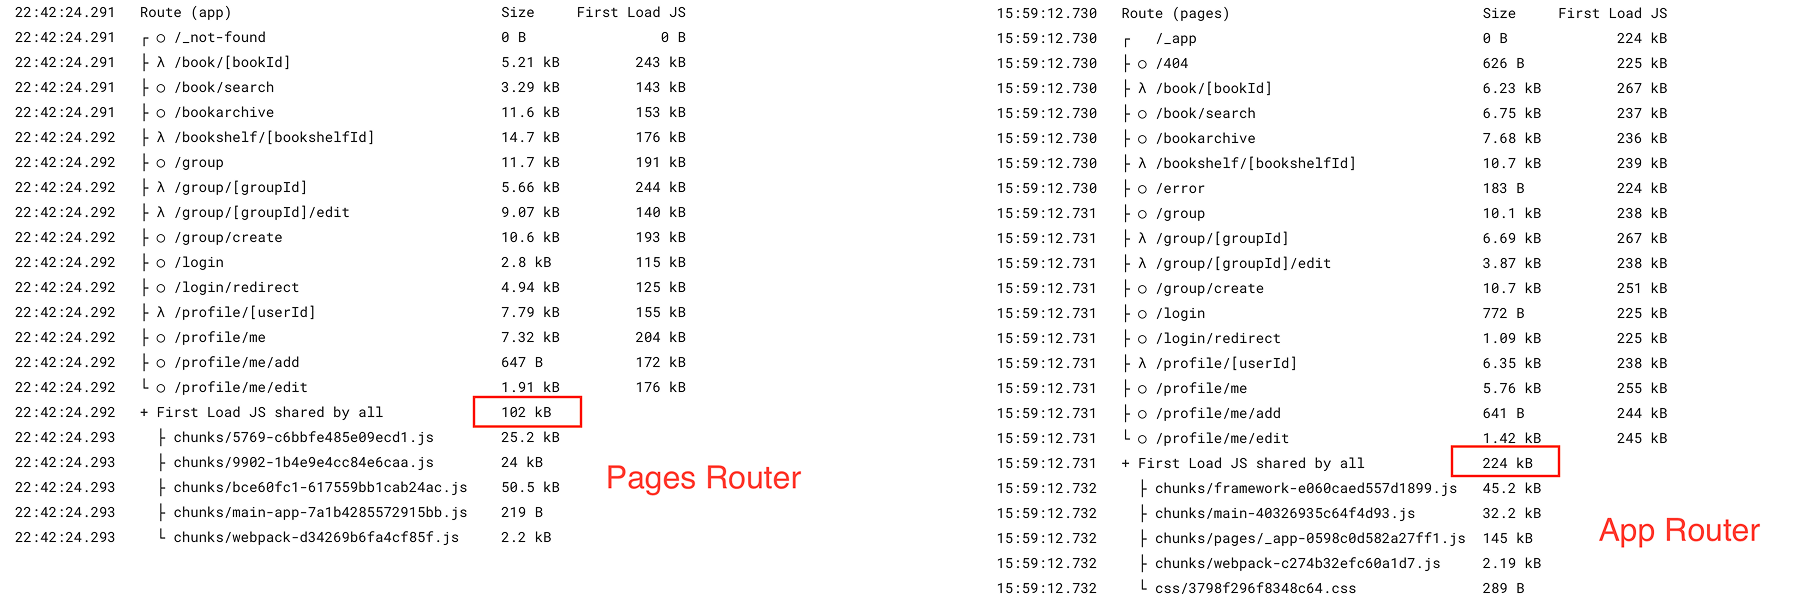 22:42:24.291 Route (app) Size First Load JS
22:42:24.291 ┌ ○ /_not-found 0 B 0 B
22:42:24.291 ├ λ /book/[bookId] 5.21 kB 243 kB
22:42:24.291 ├ ○ /book/search 3.29 kB 143 kB
22:42:24.291 ├ ○ /bookarchive 11.6 kB 153 kB
22:42:24.292 ├ λ /bookshelf/[bookshelfId] 14.7 kB 176 kB
22:42:24.292 ├ ○ /group 11.7 kB 191 kB
22:42:24.292 ├ λ /group/[groupId] 5.66 kB 244 kB
22:42:24.292 ├ λ /group/[groupId]/edit 9.07 kB 140 kB
22:42:24.292 ├ ○ /group/create 10.6 kB 193 kB
22:42:24.292 ├ ○ /login 2.8 kB 115 kB
22:42:24.292 ├ ○ /login/redirect 4.94 kB 125 kB
22:42:24.292 ├ λ /profile/[userId] 7.79 kB 155 kB
22:42:24.292 ├ ○ /profile/me 7.32 kB 204 kB
22:42:24.292 ├ ○ /profile/me/add 647 B 172 kB
22:42:24.292 └ ○ /profile/me/edit 1.91 kB 176 kB
22:42:24.292 + First Load JS shared by all 102 kB
22:42:24.293 ├ chunks/5769-c6bbfe485e09ecd1.js 25.2 kB
22:42:24.293 ├ chunks/9902-1b4e9e4cc84e6caa.js 24 kB
22:42:24.293 ├ chunks/bce60fc1-617559bb1cab24ac.js 50.5 kB
22:42:24.293 ├ chunks/main-app-7a1b4285572915bb.js 219 B
22:42:24.293 └ chunks/webpack-d34269b6fa4cf85f.js 2.2 kB
Pages Router
15:59:12.730 Route (pages) Size First Load JS
15:59:12.730 ┌ /_app 0 B 224 kB
15:59:12.730 ├ ○ /404 626 B 225 kB
15:59:12.730 ├ λ /book/[bookId] 6.23 kB 267 kB
15:59:12.730 ├ ○ /book/search 6.75 kB 237 kB
15:59:12.730 ├ ○ /bookarchive 7.68 kB 236 kB
15:59:12.730 ├ λ /bookshelf/[bookshelfId] 10.7 kB 239 kB
15:59:12.730 ├ ○ /error 183 B 224 kB
15:59:12.731 ├ ○ /group 10.1 kB 238 kB
15:59:12.731 ├ λ /group/[groupId] 6.69 kB 267 kB
15:59:12.731 ├ λ /group/[groupId]/edit 3.87 kB 238 kB
15:59:12.731 ├ ○ /group/create 10.7 kB 251 kB
15:59:12.731 ├ ○ /login 772 B 225 kB
15:59:12.731 ├ ○ /login/redirect 1.09 kB 225 kB
15:59:12.731 ├ λ /profile/[userId] 6.35 kB 238 kB
15:59:12.731 ├ ○ /profile/me 5.76 kB 255 kB
15:59:12.731 ├ ○ /profile/me/add 641 B 244 kB
15:59:12.731 └ ○ /profile/me/edit 1.42 kB 245 kB
15:59:12.731 + First Load JS shared by all 224 kB
15:59:12.732 ├ chunks/framework-e060caed557d1899.js 45.2 kB
15:59:12.732 ├ chunks/main-40326935c64f4d93.js 32.2 kB
15:59:12.732 ├ chunks/pages/_app-0598c0d582a27ff1.js 145 kB
15:59:12.732 ├ chunks/webpack-c274b32efc60a1d7.js 2.19 kB
15:59:12.732 └ css/3798f296f8348c64.css 289 B
App Router